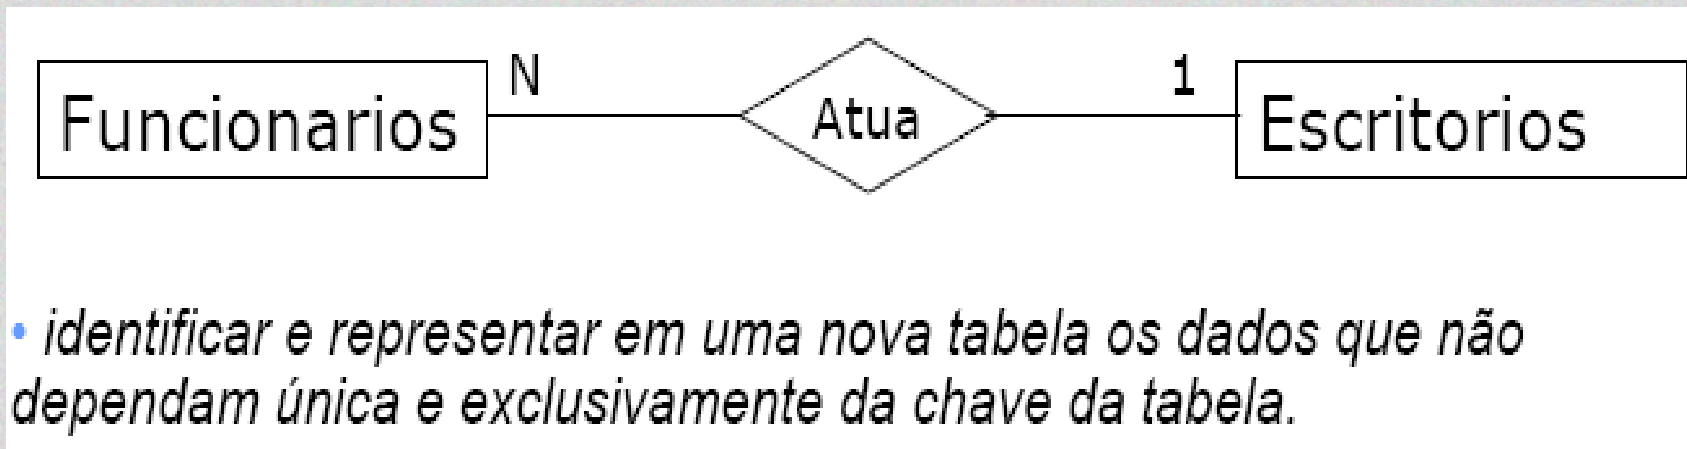 Funcionarios N Atua 1 Escritorios
• identificar e representar em uma nova tabela os dados que não
dependam única e exclusivamente da chave da tabela.